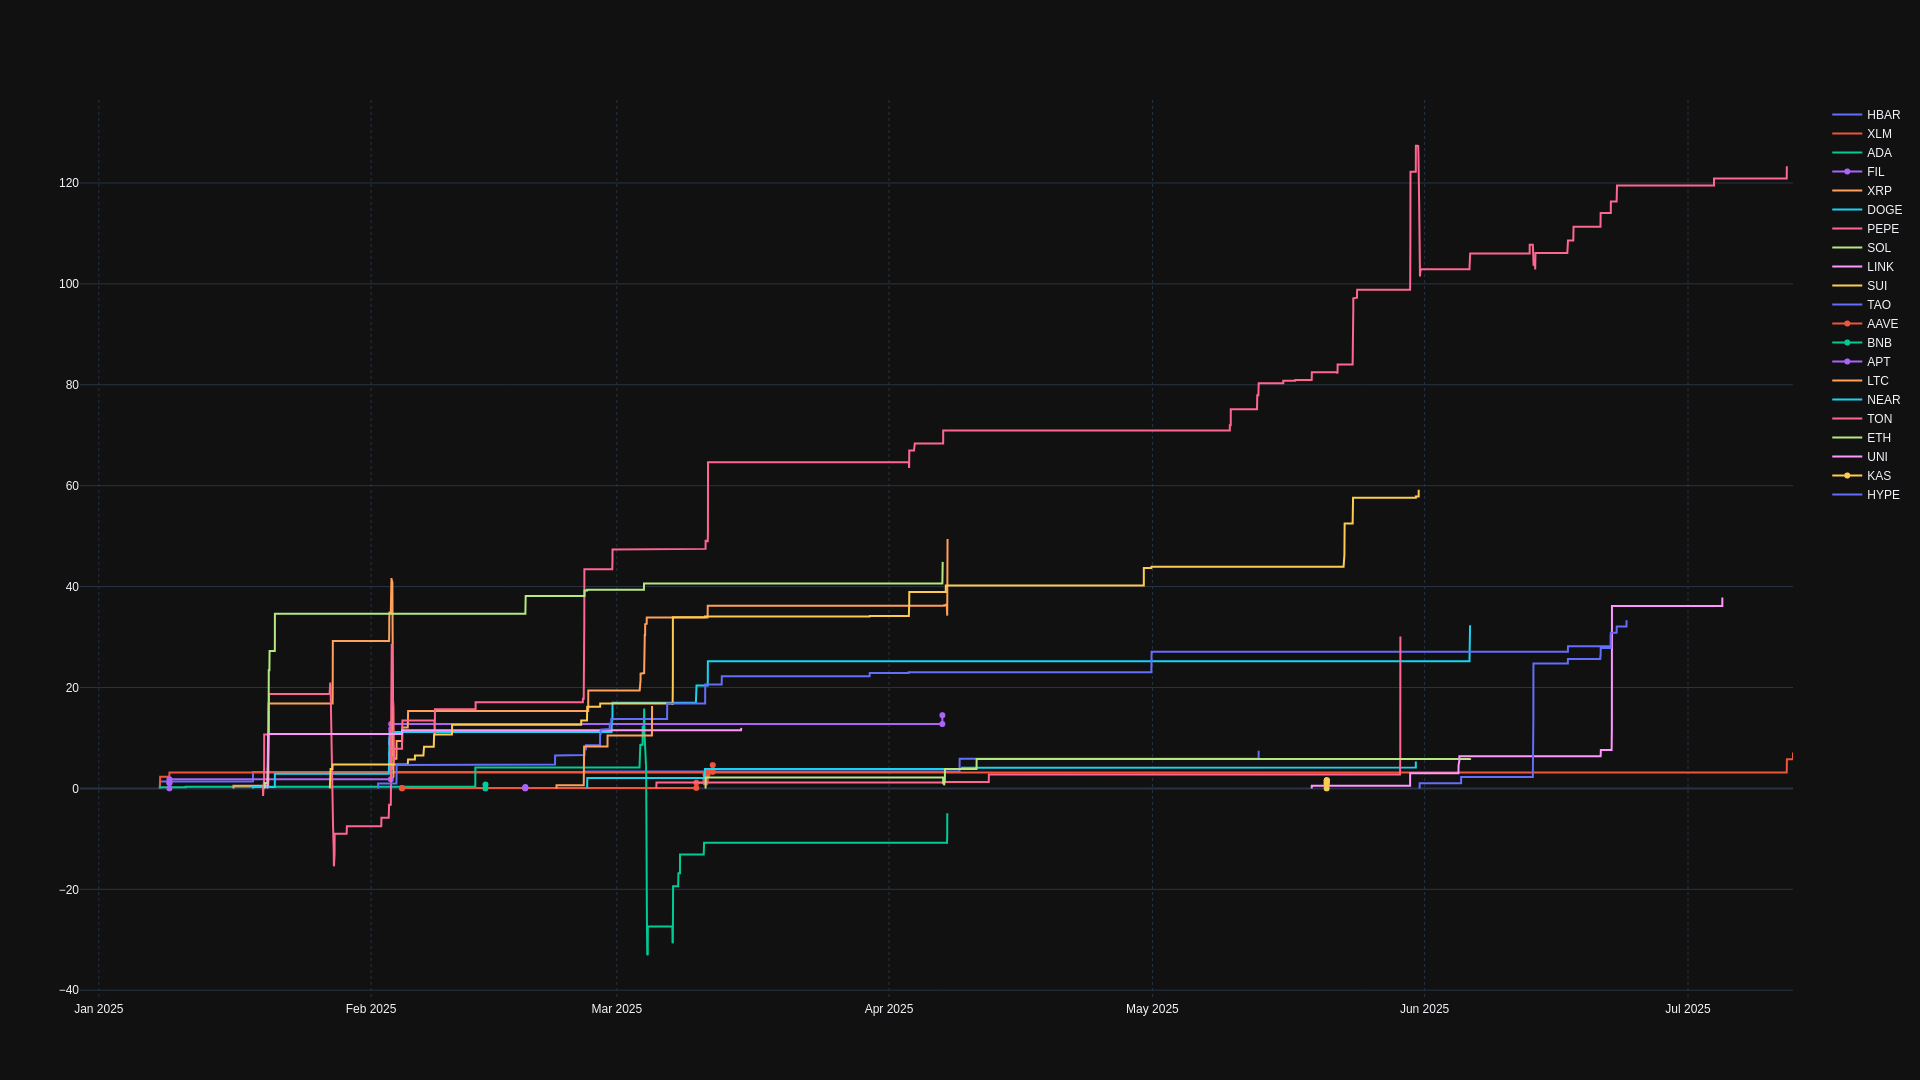 120
100
80
60
40
20
0
−20
−40
Jan 2025
Feb 2025
Mar 2025
Apr 2025
May 2025
Jun 2025
Jul 2025
HBAR
XLM
ADA
FIL
XRP
DOGE
PEPE
SOL
LINK
SUI
TAO
AAVE
BNB
APT
LTC
NEAR
TON
ETH
UNI
KAS
HYPE